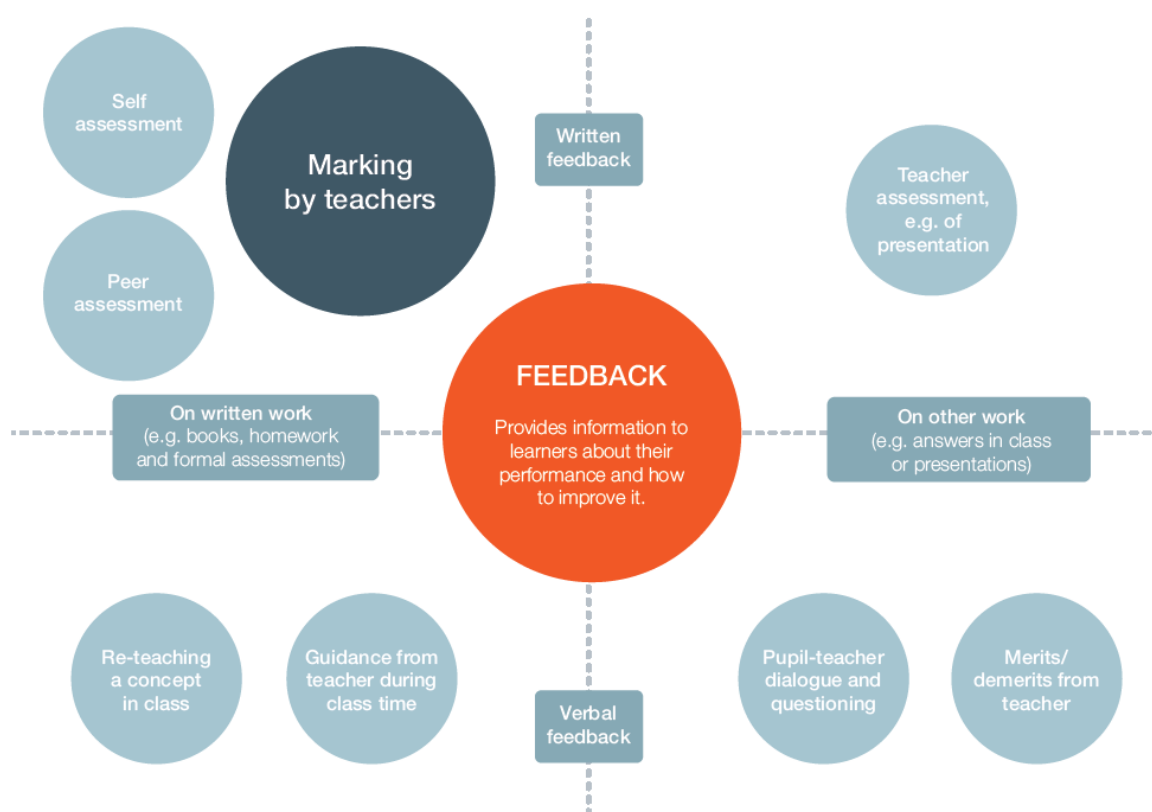 Self
assessment
Marking
by teachers
Written
feedback
Teacher
assessment,
e.g. of
presentation
Peer
assessment
FEEDBACK
Provides information to
learners about their
performance and how
to improve it.
On written work
(e.g. books, homework
and formal assessments)
On other work
(e.g. answers in class
or presentations)
Re-teaching
a concept
in class
Guidance from
teacher during
class time
Verbal
feedback
Pupil-teacher
dialogue and
questioning
Merits/
demerits from
teacher